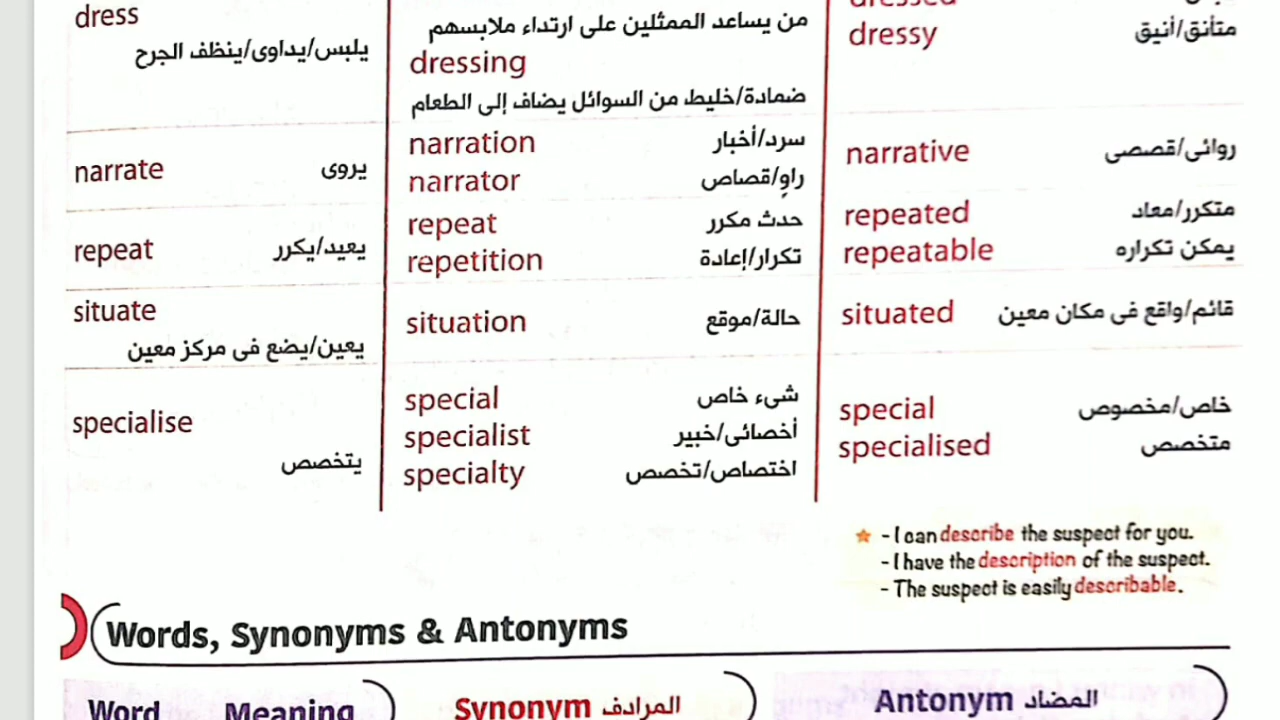 dress
يلبس/يداوى/ينظف الجرح
من يساعد الممثلين على ارتداء ملابسهم
dressing
ضمادة/خليط من السوائل يضاف إلى الطعام
dressed
dressy متأنق/أنيق
narrate يروى
narration سرد/أخبار
narrator راوٍ/قصاص
narrative روائى/قصصى
repeat يعيد/يكرر
repeat حدث مكرر
repetition تكرار/إعادة
repeated متكرر/معاد
repeatable يمكن تكراره
situate
يعين/يضع فى مركز معين
situation حالة/موقع
situated قائم/واقع فى مكان معين
specialise
يتخصص
special شىء خاص
specialist أخصائى/خبير
specialty اختصاص/تخصص
special خاص/مخصوص
specialised متخصص
- I can describe the suspect for you.
- I have the description of the suspect.
- The suspect is easily describable.
Words, Synonyms & Antonyms
Word Meaning Synonym المرادف Antonym المضاد